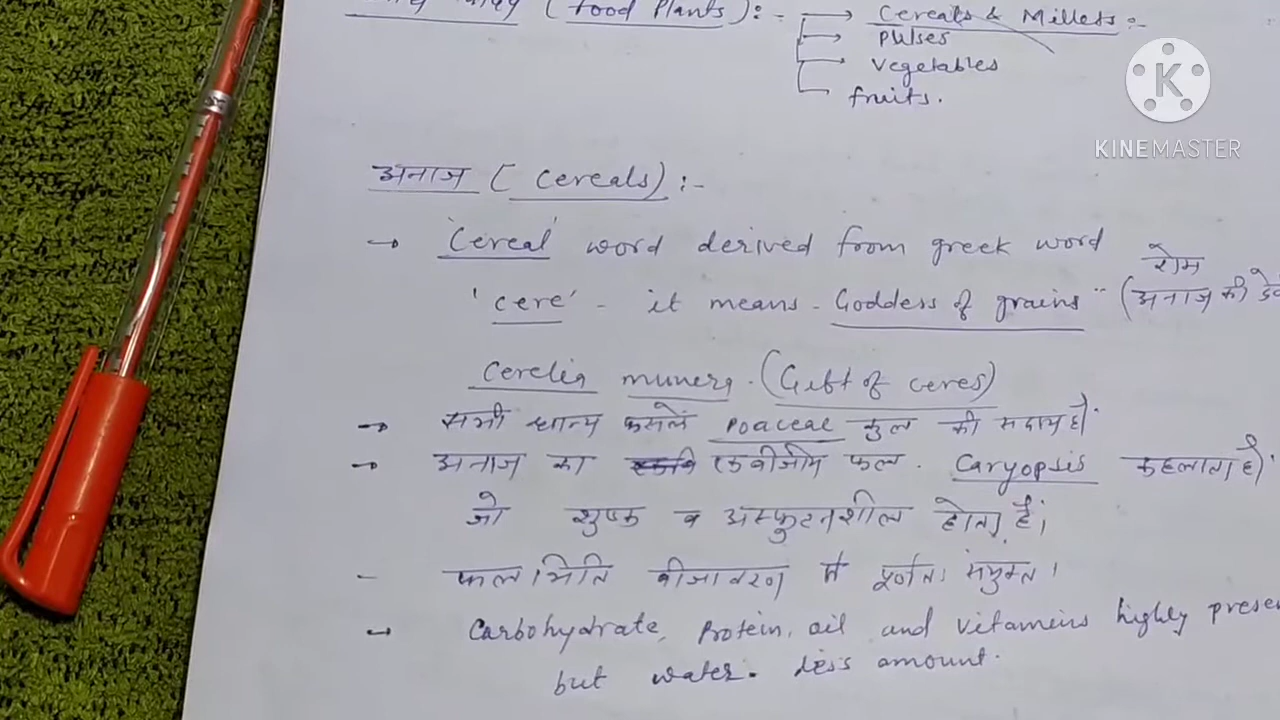 (Food Plants) :- → Cereals & Millets :-
→ Pulses
→ Vegetables
fruits.
K
KINEMASTER
अनाज ( Cereals) :-
→ 'Cereal' word derived from greek word
'cere' - it means - Goddess of grains" (अनाज की
रोम
Cerelia munera. (Gift of ceres)
→ सभी धान्य फसलें Poaceae कुल की सदस्य है।
→ अनाज का एकबीजीय फल. Caryopsis कहलाता है।
जो शुष्क व अस्फुटनशील होता है।
- फलभिति बीजावरण से पूर्णतः संयुक्त।
→ Carbohydrate, Protein, oil and vitamins highly prese
but water. less amount.